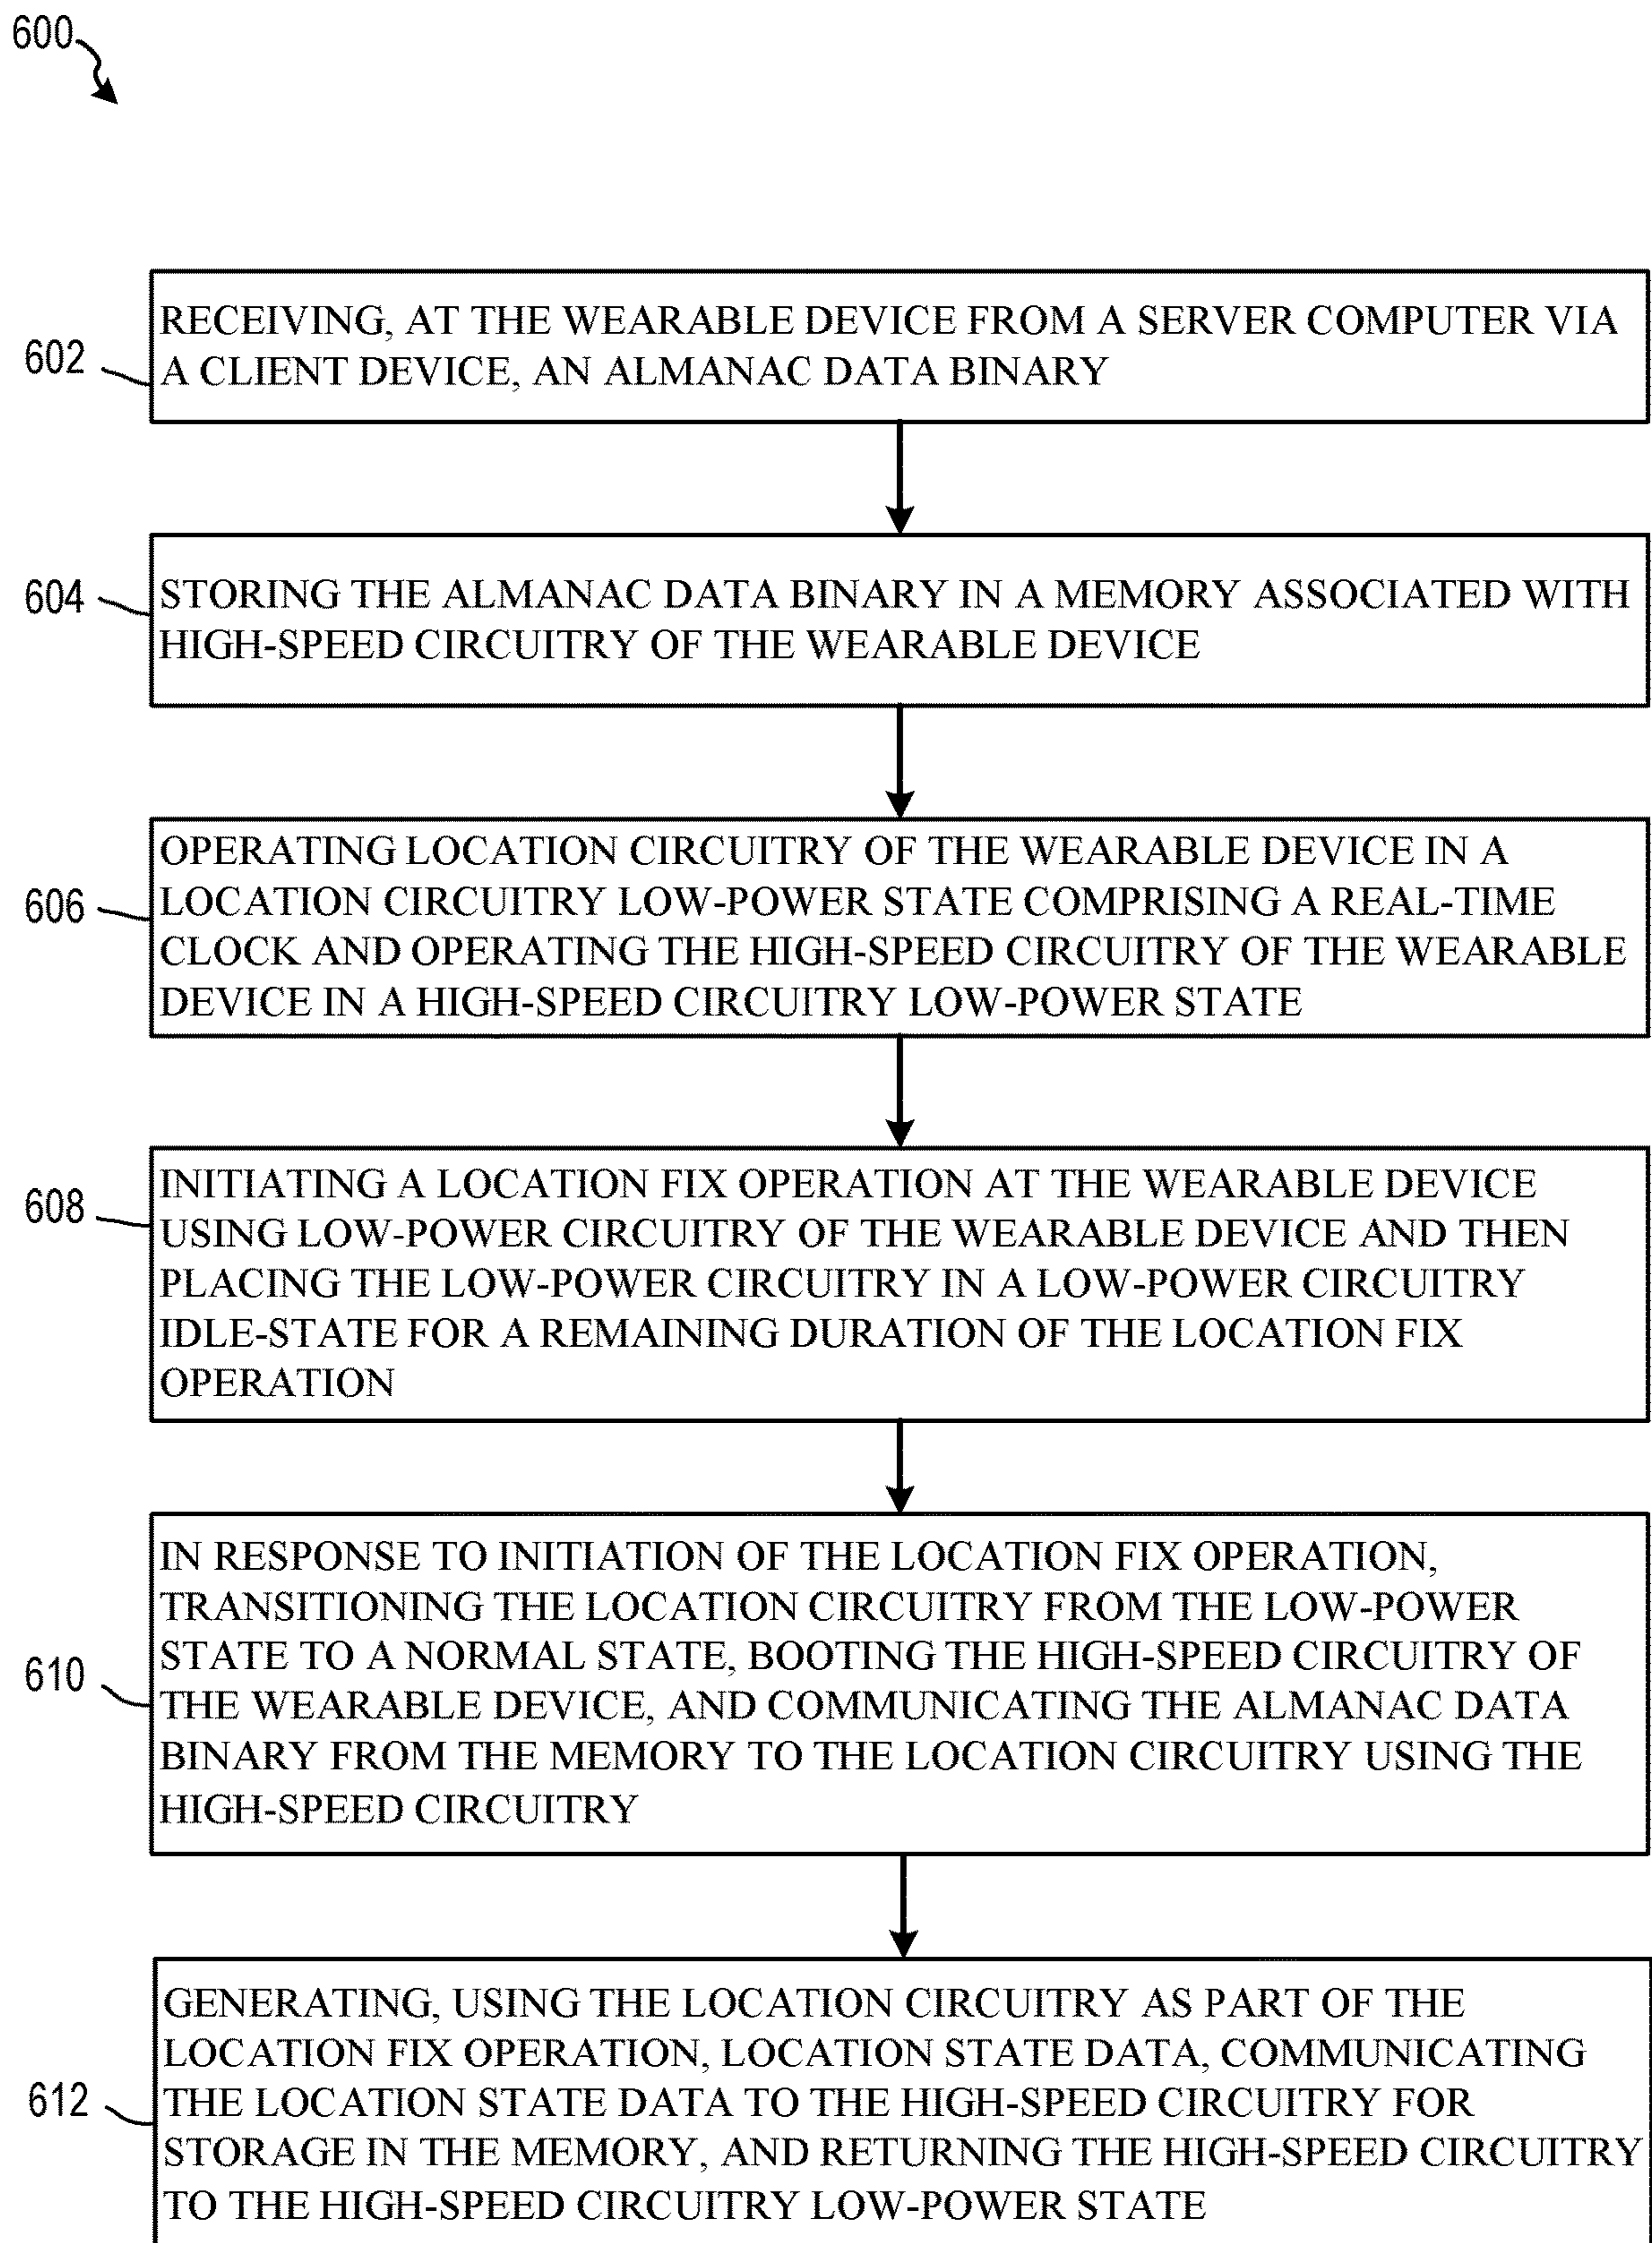 600
602
RECEIVING, AT THE WEARABLE DEVICE FROM A SERVER COMPUTER VIA
A CLIENT DEVICE, AN ALMANAC DATA BINARY
604
STORING THE ALMANAC DATA BINARY IN A MEMORY ASSOCIATED WITH
HIGH-SPEED CIRCUITRY OF THE WEARABLE DEVICE
606
OPERATING LOCATION CIRCUITRY OF THE WEARABLE DEVICE IN A
LOCATION CIRCUITRY LOW-POWER STATE COMPRISING A REAL-TIME
CLOCK AND OPERATING THE HIGH-SPEED CIRCUITRY OF THE WEARABLE
DEVICE IN A HIGH-SPEED CIRCUITRY LOW-POWER STATE
608
INITIATING A LOCATION FIX OPERATION AT THE WEARABLE DEVICE
USING LOW-POWER CIRCUITRY OF THE WEARABLE DEVICE AND THEN
PLACING THE LOW-POWER CIRCUITRY IN A LOW-POWER CIRCUITRY
IDLE-STATE FOR A REMAINING DURATION OF THE LOCATION FIX
OPERATION
610
IN RESPONSE TO INITIATION OF THE LOCATION FIX OPERATION,
TRANSITIONING THE LOCATION CIRCUITRY FROM THE LOW-POWER
STATE TO A NORMAL STATE, BOOTING THE HIGH-SPEED CIRCUITRY OF
THE WEARABLE DEVICE, AND COMMUNICATING THE ALMANAC DATA
BINARY FROM THE MEMORY TO THE LOCATION CIRCUITRY USING THE
HIGH-SPEED CIRCUITRY
612
GENERATING, USING THE LOCATION CIRCUITRY AS PART OF THE
LOCATION FIX OPERATION, LOCATION STATE DATA, COMMUNICATING
THE LOCATION STATE DATA TO THE HIGH-SPEED CIRCUITRY FOR
STORAGE IN THE MEMORY, AND RETURNING THE HIGH-SPEED CIRCUITRY
TO THE HIGH-SPEED CIRCUITRY LOW-POWER STATE